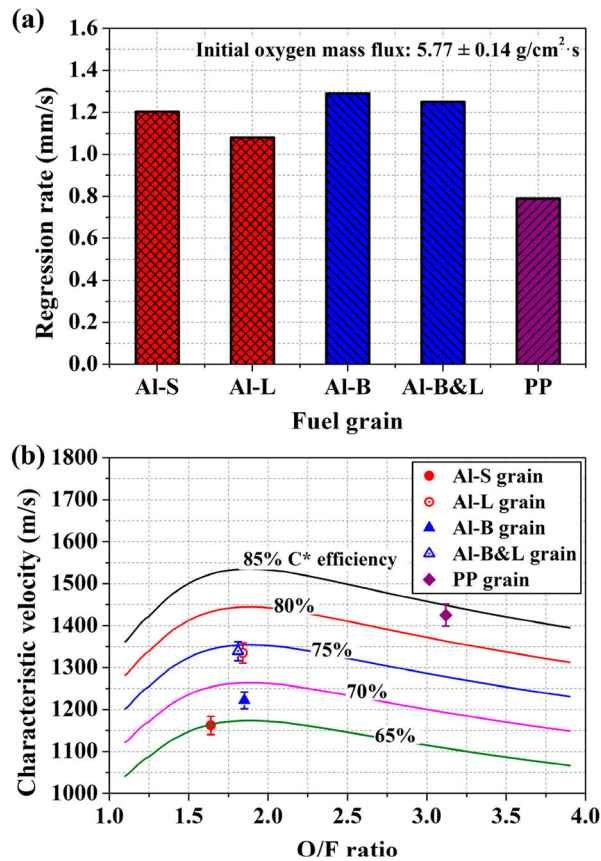 (a)
Initial oxygen mass flux: 5.77 ± 0.14 g/cm²·s
Regression rate (mm/s)
1.6
1.4
1.2
1.0
0.8
0.6
0.4
0.2
0.0
Al-S Al-L Al-B Al-B&L PP
Fuel grain
(b)
Characteristic velocity (m/s)
1800
1700
1600
1500
1400
1300
1200
1100
1000
Al-S grain
Al-L grain
Al-B grain
Al-B&L grain
PP grain
85% C* efficiency
80%
75%
70%
65%
1.0 1.5 2.0 2.5 3.0 3.5 4.0
O/F ratio